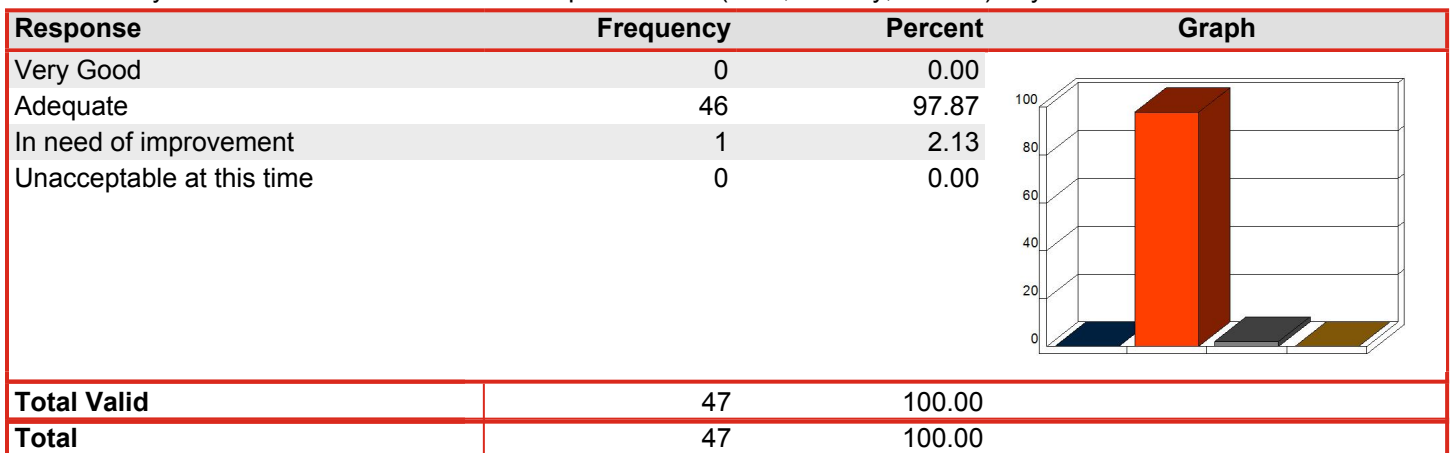 Response Frequency Percent Graph
Very Good 0 0.00
Adequate 46 97.87
In need of improvement 1 2.13
Unacceptable at this time 0 0.00
100
80
60
40
20
0
Total Valid 47 100.00
Total 47 100.00